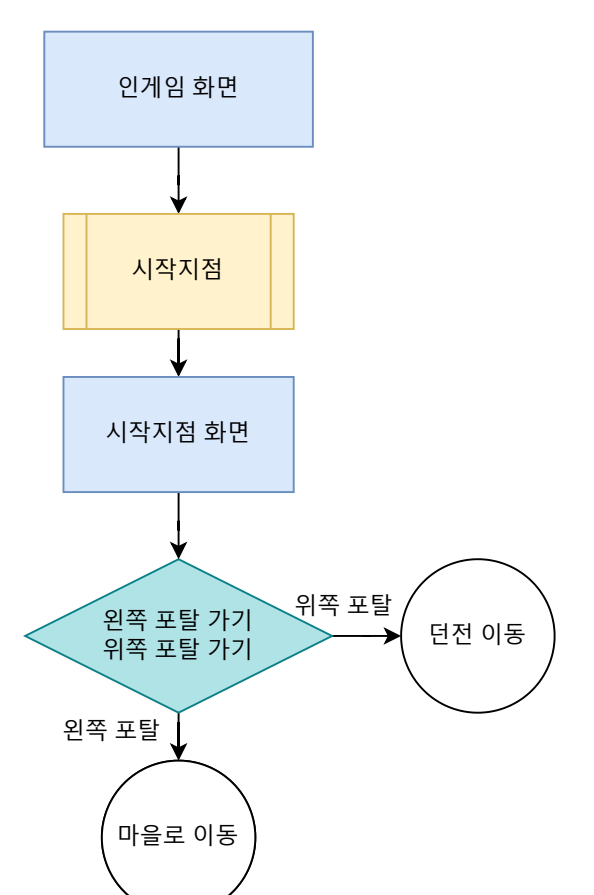 인게임 화면
시작지점
시작지점 화면
왼쪽 포탈 가기
위쪽 포탈 가기
위쪽 포탈
던전 이동
왼쪽 포탈
마을로 이동